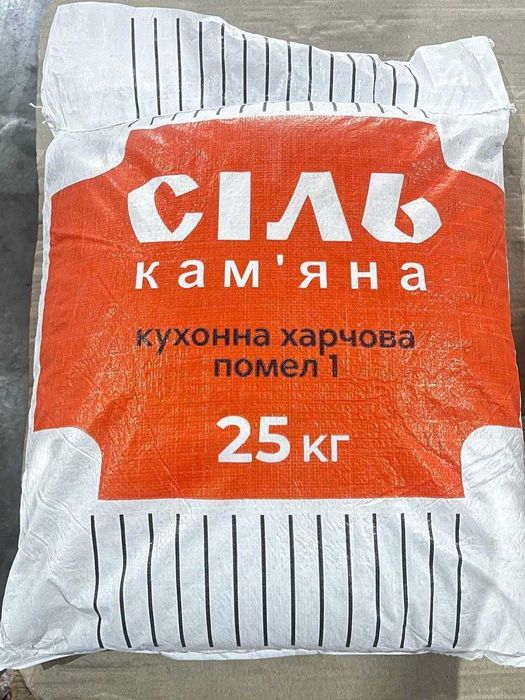 СІЛЬ
кам'яна
кухонна харчова
помел 1
25 кг